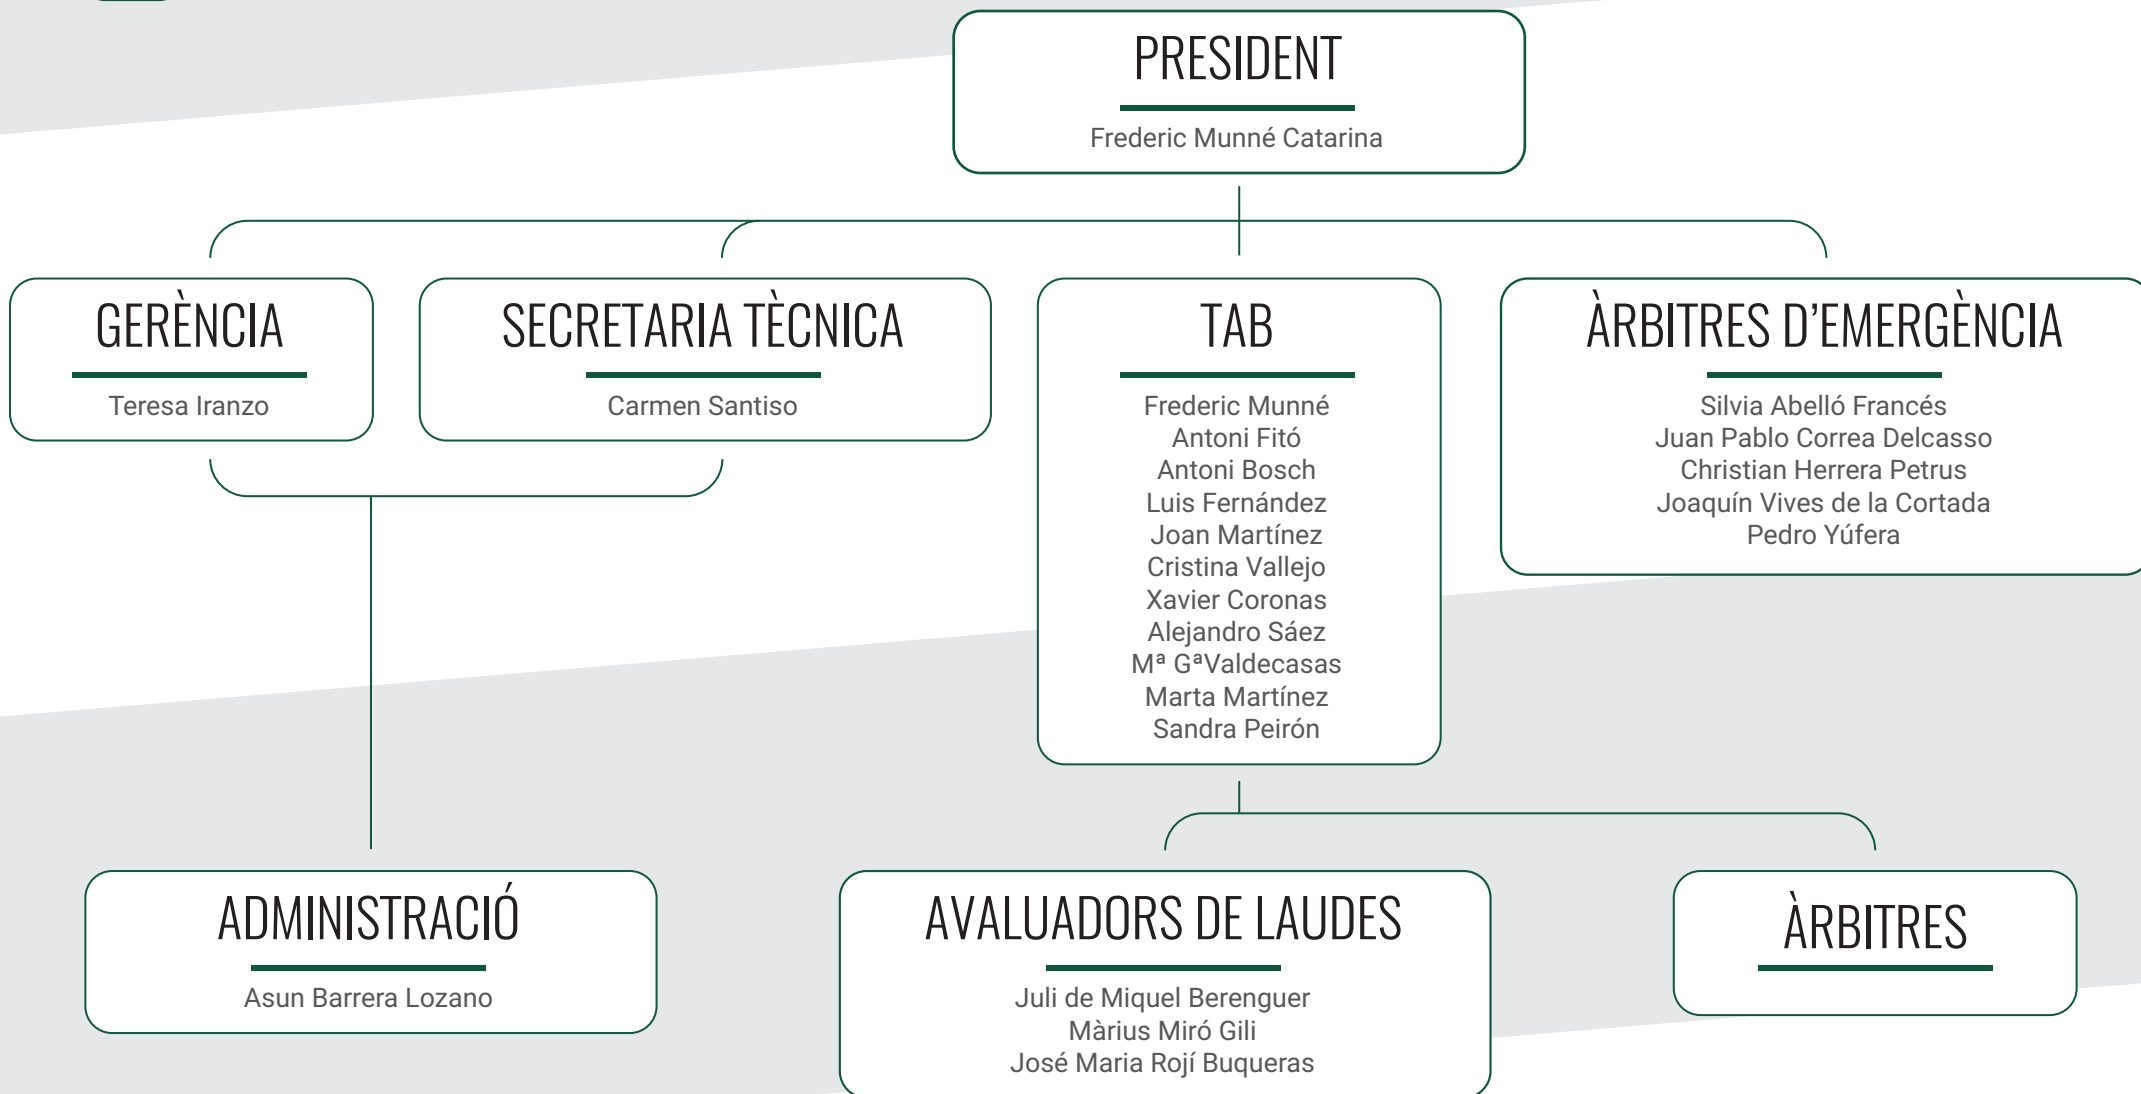 PRESIDENT
Frederic Munné Catarina
GERÈNCIA
Teresa Iranzo
SECRETARIA TÈCNICA
Carmen Santiso
TAB
Frederic Munné
Antoni Fitó
Antoni Bosch
Luis Fernández
Joan Martínez
Cristina Vallejo
Xavier Coronas
Alejandro Sáez
Mª GªValdecasas
Marta Martínez
Sandra Peirón
ÀRBITRES D’EMERGÈNCIA
Silvia Abelló Francés
Juan Pablo Correa Delcasso
Christian Herrera Petrus
Joaquín Vives de la Cortada
Pedro Yúfera
ADMINISTRACIÓ
Asun Barrera Lozano
AVALUADORS DE LAUDES
Juli de Miquel Berenguer
Màrius Miró Gili
José Maria Rojí Buqueras
ÀRBITRES